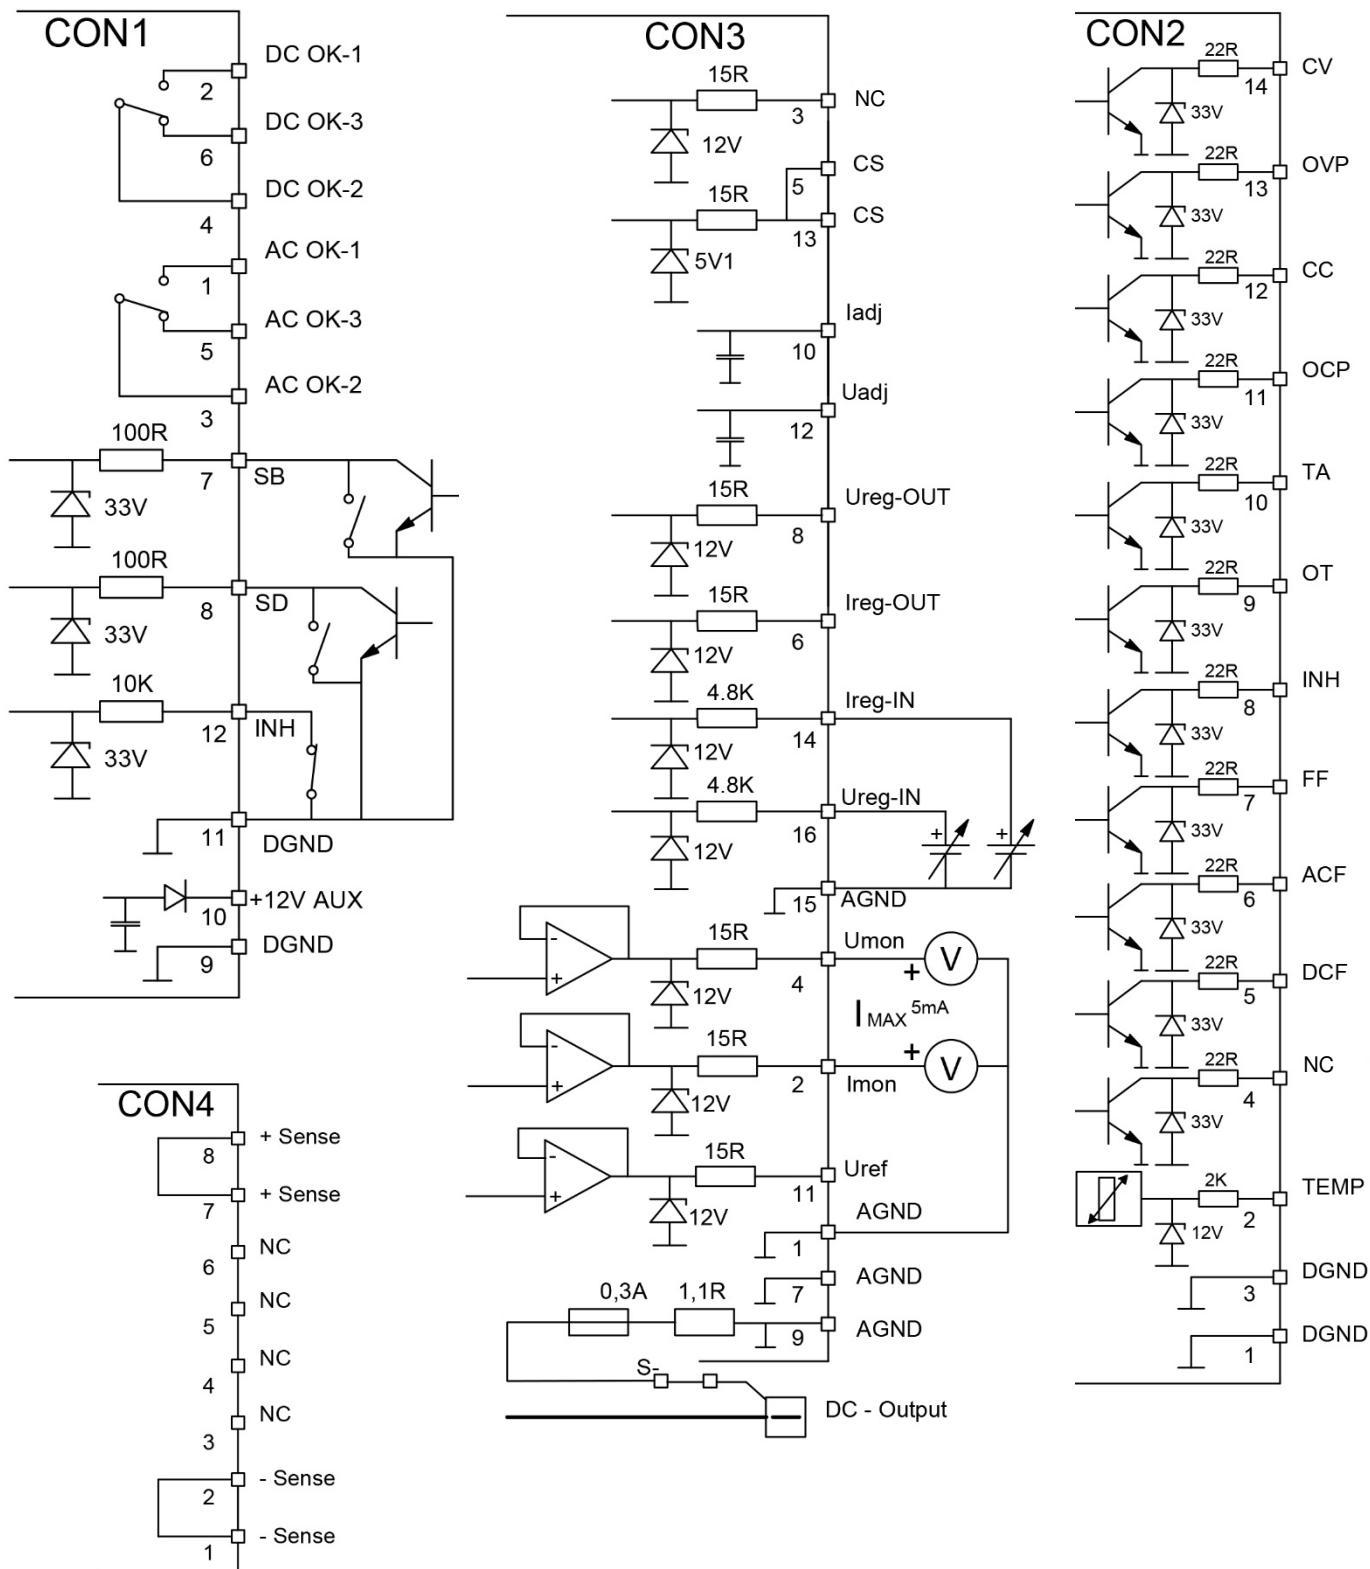 CON1
DC OK-1
2
DC OK-3
6
DC OK-2
4
AC OK-1
1
AC OK-3
5
AC OK-2
3
100R
7
SB
33V
100R
8
SD
33V
10K
12
INH
33V
11
DGND
10
+12V AUX
9
DGND
CON4
8
+ Sense
7
+ Sense
6
NC
5
NC
4
NC
3
NC
2
- Sense
1
- Sense
CON3
15R
3
NC
12V
CS
5
15R
CS
13
5V1
Iadj
10
Uadj
12
15R
Ureg-OUT
8
12V
15R
Ireg-OUT
6
12V
4.8K
Ireg-IN
14
12V
4.8K
Ureg-IN
16
12V
+
+
15
AGND
-
+
15R
Umon
4
12V
+
V
I MAX 5mA
-
+
15R
2
Imon
12V
+
V
-
+
15R
Uref
11
12V
AGND
1
AGND
7
0,3A
1,1R
9
AGND
S-
DC - Output
CON2
22R
14
CV
33V
22R
13
OVP
33V
22R
12
CC
33V
22R
11
OCP
33V
22R
10
TA
33V
22R
9
OT
33V
22R
8
INH
33V
22R
7
FF
33V
22R
6
ACF
33V
22R
5
DCF
33V
22R
4
NC
33V
2K
2
TEMP
12V
3
DGND
1
DGND